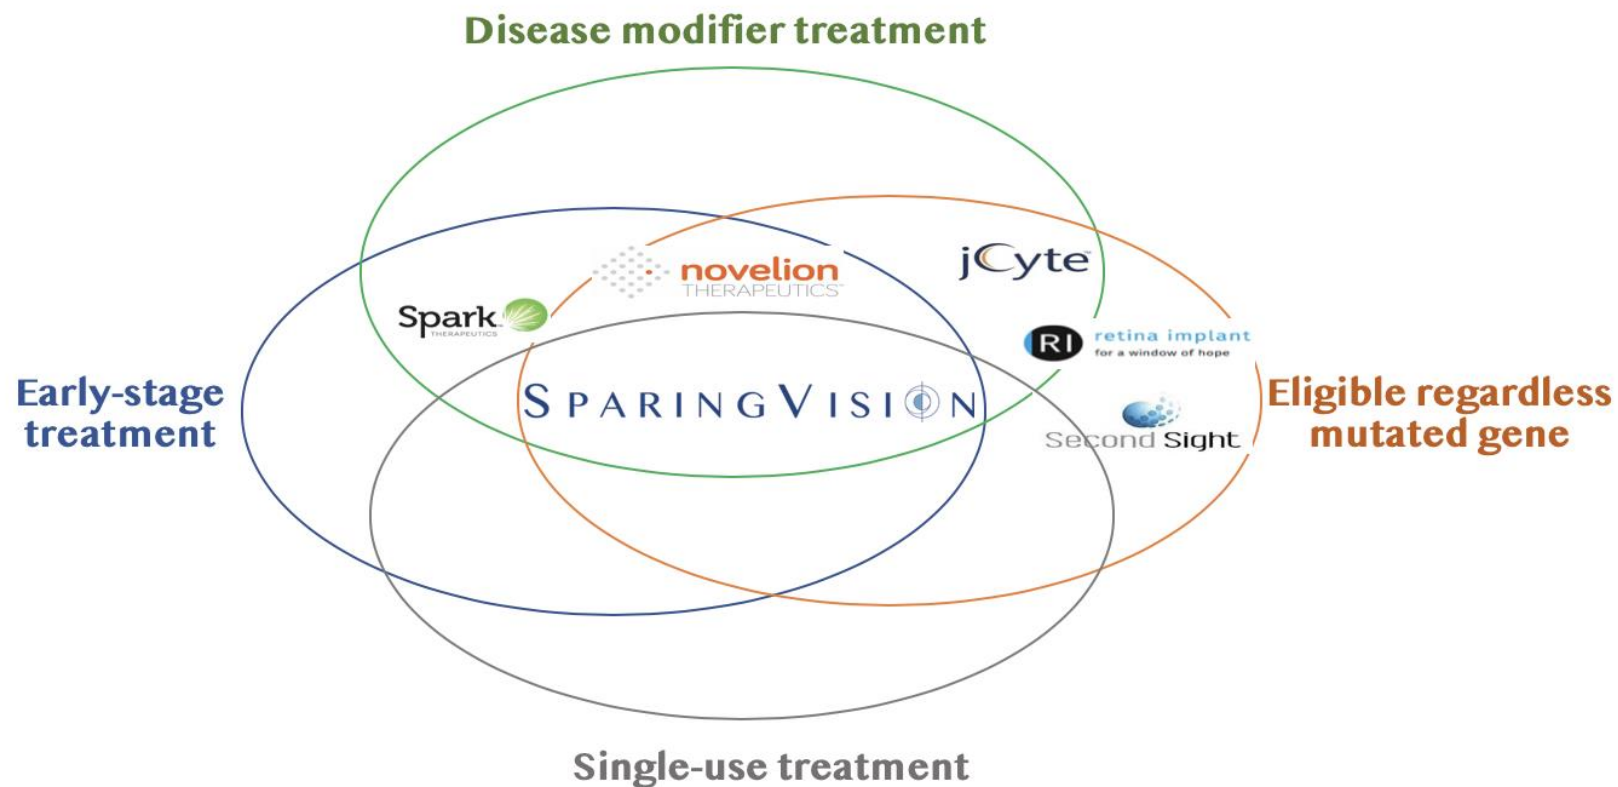 Disease modifier treatment
novelion
THERAPEUTICS
jCyte
Spark
THERAPEUTICS
RI retina implant
for a window of hope
Early-stage
treatment
SPARINGVISION
Second Sight
Eligible regardless
mutated gene
Single-use treatment